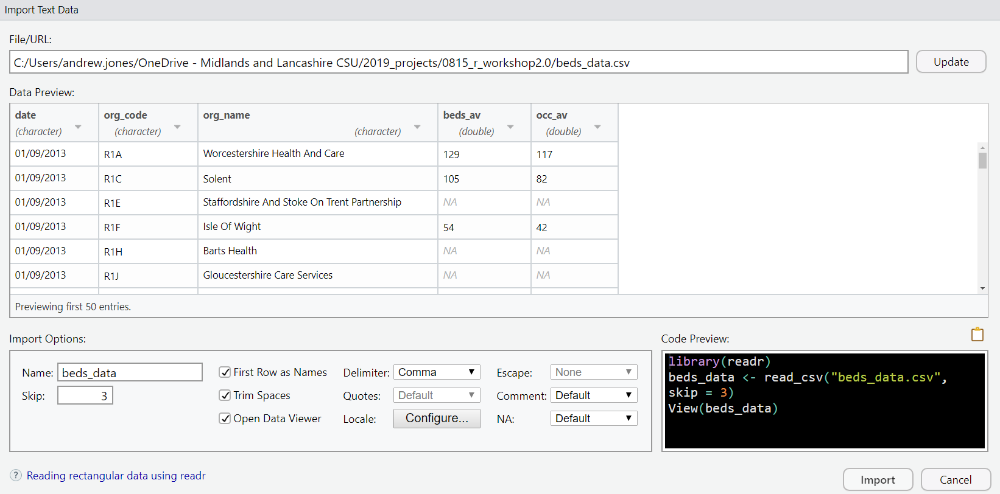 Import Text Data
File/URL:
C:/Users/andrew.jones/OneDrive - Midlands and Lancashire CSU/2019_projects/0815_r_workshop2.0/beds_data.csv Update
Data Preview:
date org_code org_name beds_av occ_av
(character) (character) (character) (double) (double)
01/09/2013 R1A Worcestershire Health And Care 129 117
01/09/2013 R1C Solent 105 82
01/09/2013 R1E Staffordshire And Stoke On Trent Partnership NA NA
01/09/2013 R1F Isle Of Wight 54 42
01/09/2013 R1H Barts Health NA NA
01/09/2013 R1J Gloucestershire Care Services NA NA
Previewing first 50 entries.
Import Options:
Name: beds_data
Skip: 3
First Row as Names
Trim Spaces
Open Data Viewer
Delimiter: Comma
Quotes: Default
Locale: Configure...
Escape: None
Comment: Default
NA: Default
Code Preview:
library(readr)
beds_data <- read_csv("beds_data.csv",
skip = 3)
View(beds_data)
? Reading rectangular data using readr
Import Cancel